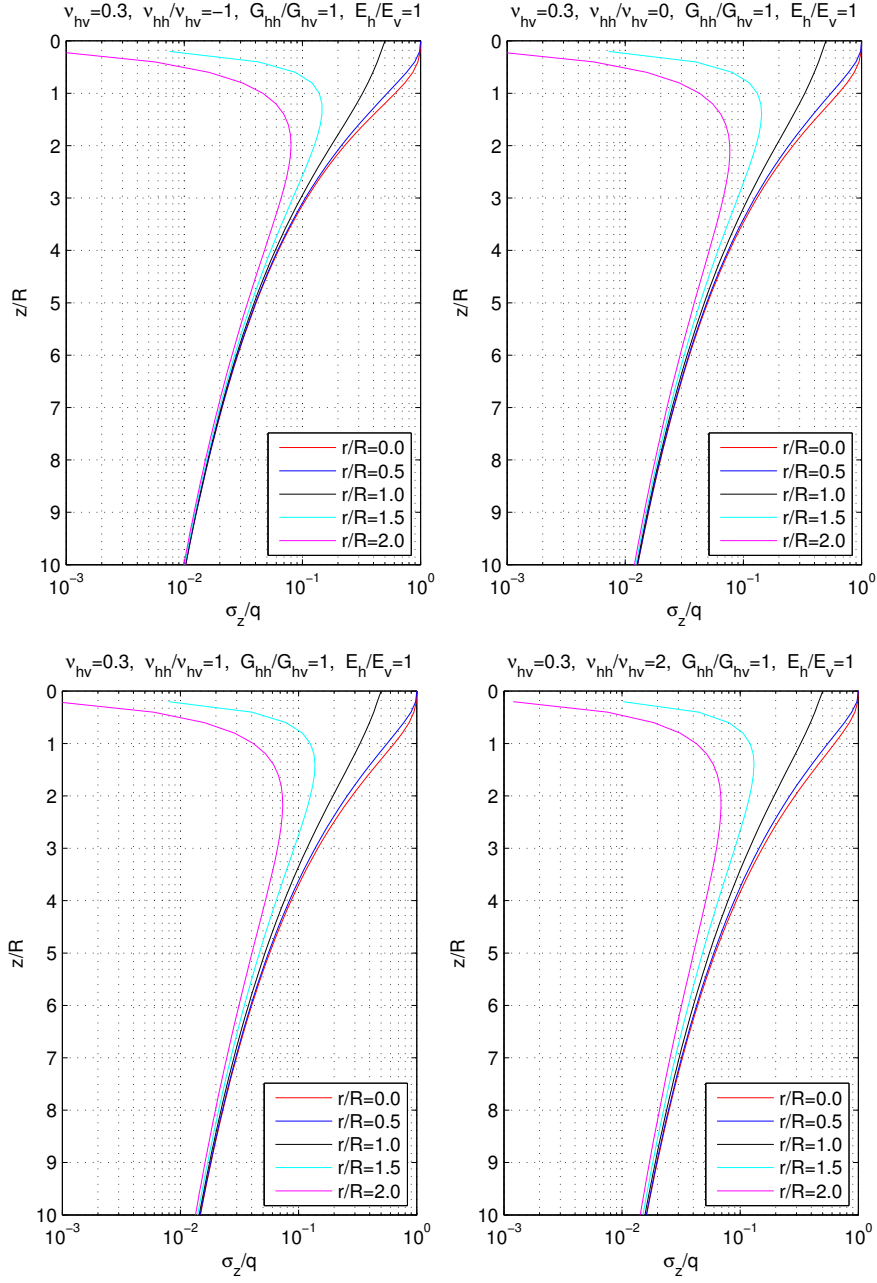 ν_hv=0.3, ν_hh/ν_hv=−1, G_hh/G_hv=1, E_h/E_v=1
0
1
2
3
4
5
6
7
8
9
10
z/R
r/R=0.0
r/R=0.5
r/R=1.0
r/R=1.5
r/R=2.0
10^−3
10^−2
10^−1
10^0
σ_z/q
ν_hv=0.3, ν_hh/ν_hv=0, G_hh/G_hv=1, E_h/E_v=1
0
1
2
3
4
5
6
7
8
9
10
z/R
r/R=0.0
r/R=0.5
r/R=1.0
r/R=1.5
r/R=2.0
10^−3
10^−2
10^−1
10^0
σ_z/q
ν_hv=0.3, ν_hh/ν_hv=1, G_hh/G_hv=1, E_h/E_v=1
0
1
2
3
4
5
6
7
8
9
10
z/R
r/R=0.0
r/R=0.5
r/R=1.0
r/R=1.5
r/R=2.0
10^−3
10^−2
10^−1
10^0
σ_z/q
ν_hv=0.3, ν_hh/ν_hv=2, G_hh/G_hv=1, E_h/E_v=1
0
1
2
3
4
5
6
7
8
9
10
z/R
r/R=0.0
r/R=0.5
r/R=1.0
r/R=1.5
r/R=2.0
10^−3
10^−2
10^−1
10^0
σ_z/q